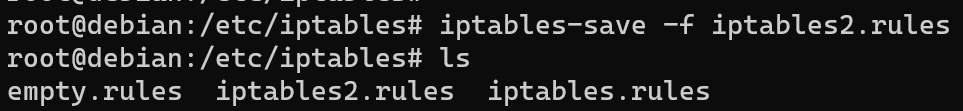 root@debian:/etc/iptables# iptables-save -f iptables2.rules
root@debian:/etc/iptables# ls
empty.rules  iptables2.rules  iptables.rules